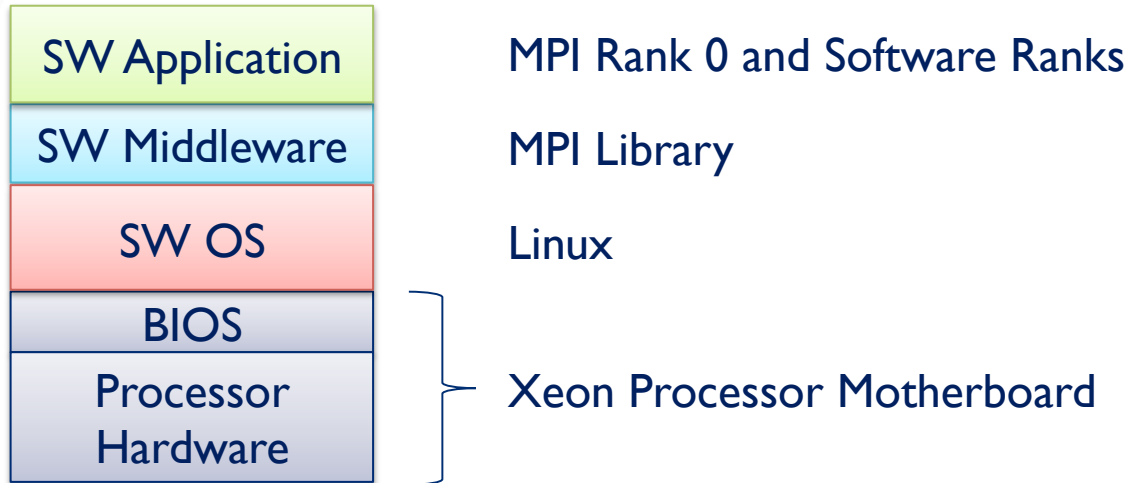 SW Application
MPI Rank 0 and Software Ranks
SW Middleware
MPI Library
SW OS
Linux
BIOS
Processor
Hardware
Xeon Processor Motherboard